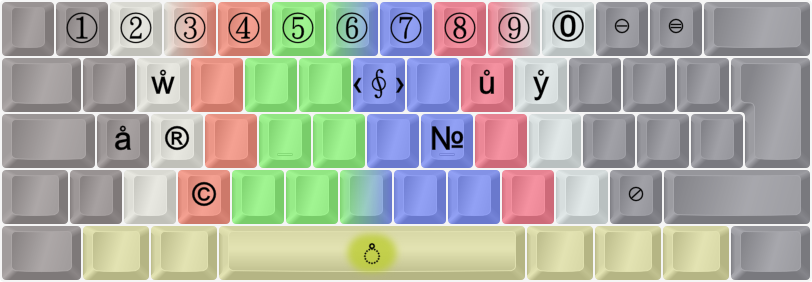 ① ② ③ ④ ⑤ ⑥ ⑦ ⑧ ⑨ ⓪ ⊖ ⊜
ẘ ‹∮› ů ẙ
å ® №
© ⊘
◌̊